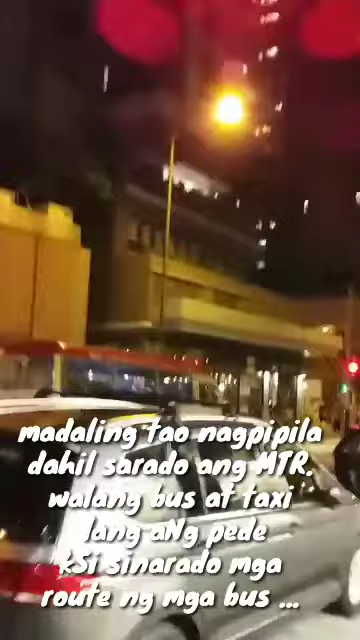 madaling tao nagpipila
dahil sarado ang MTR.
walang bus at taxi
lang aNg pede
kSi sinarado mga
route ng mga bus ...